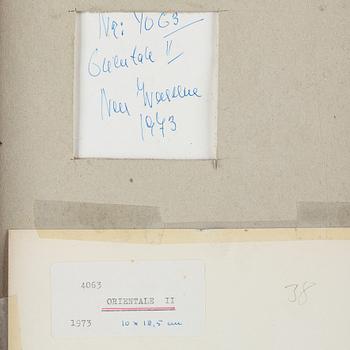 Nr: 4063
Orientale II
1973
4063
ORIENTALE II
1973 10 x 18,5 cm
38